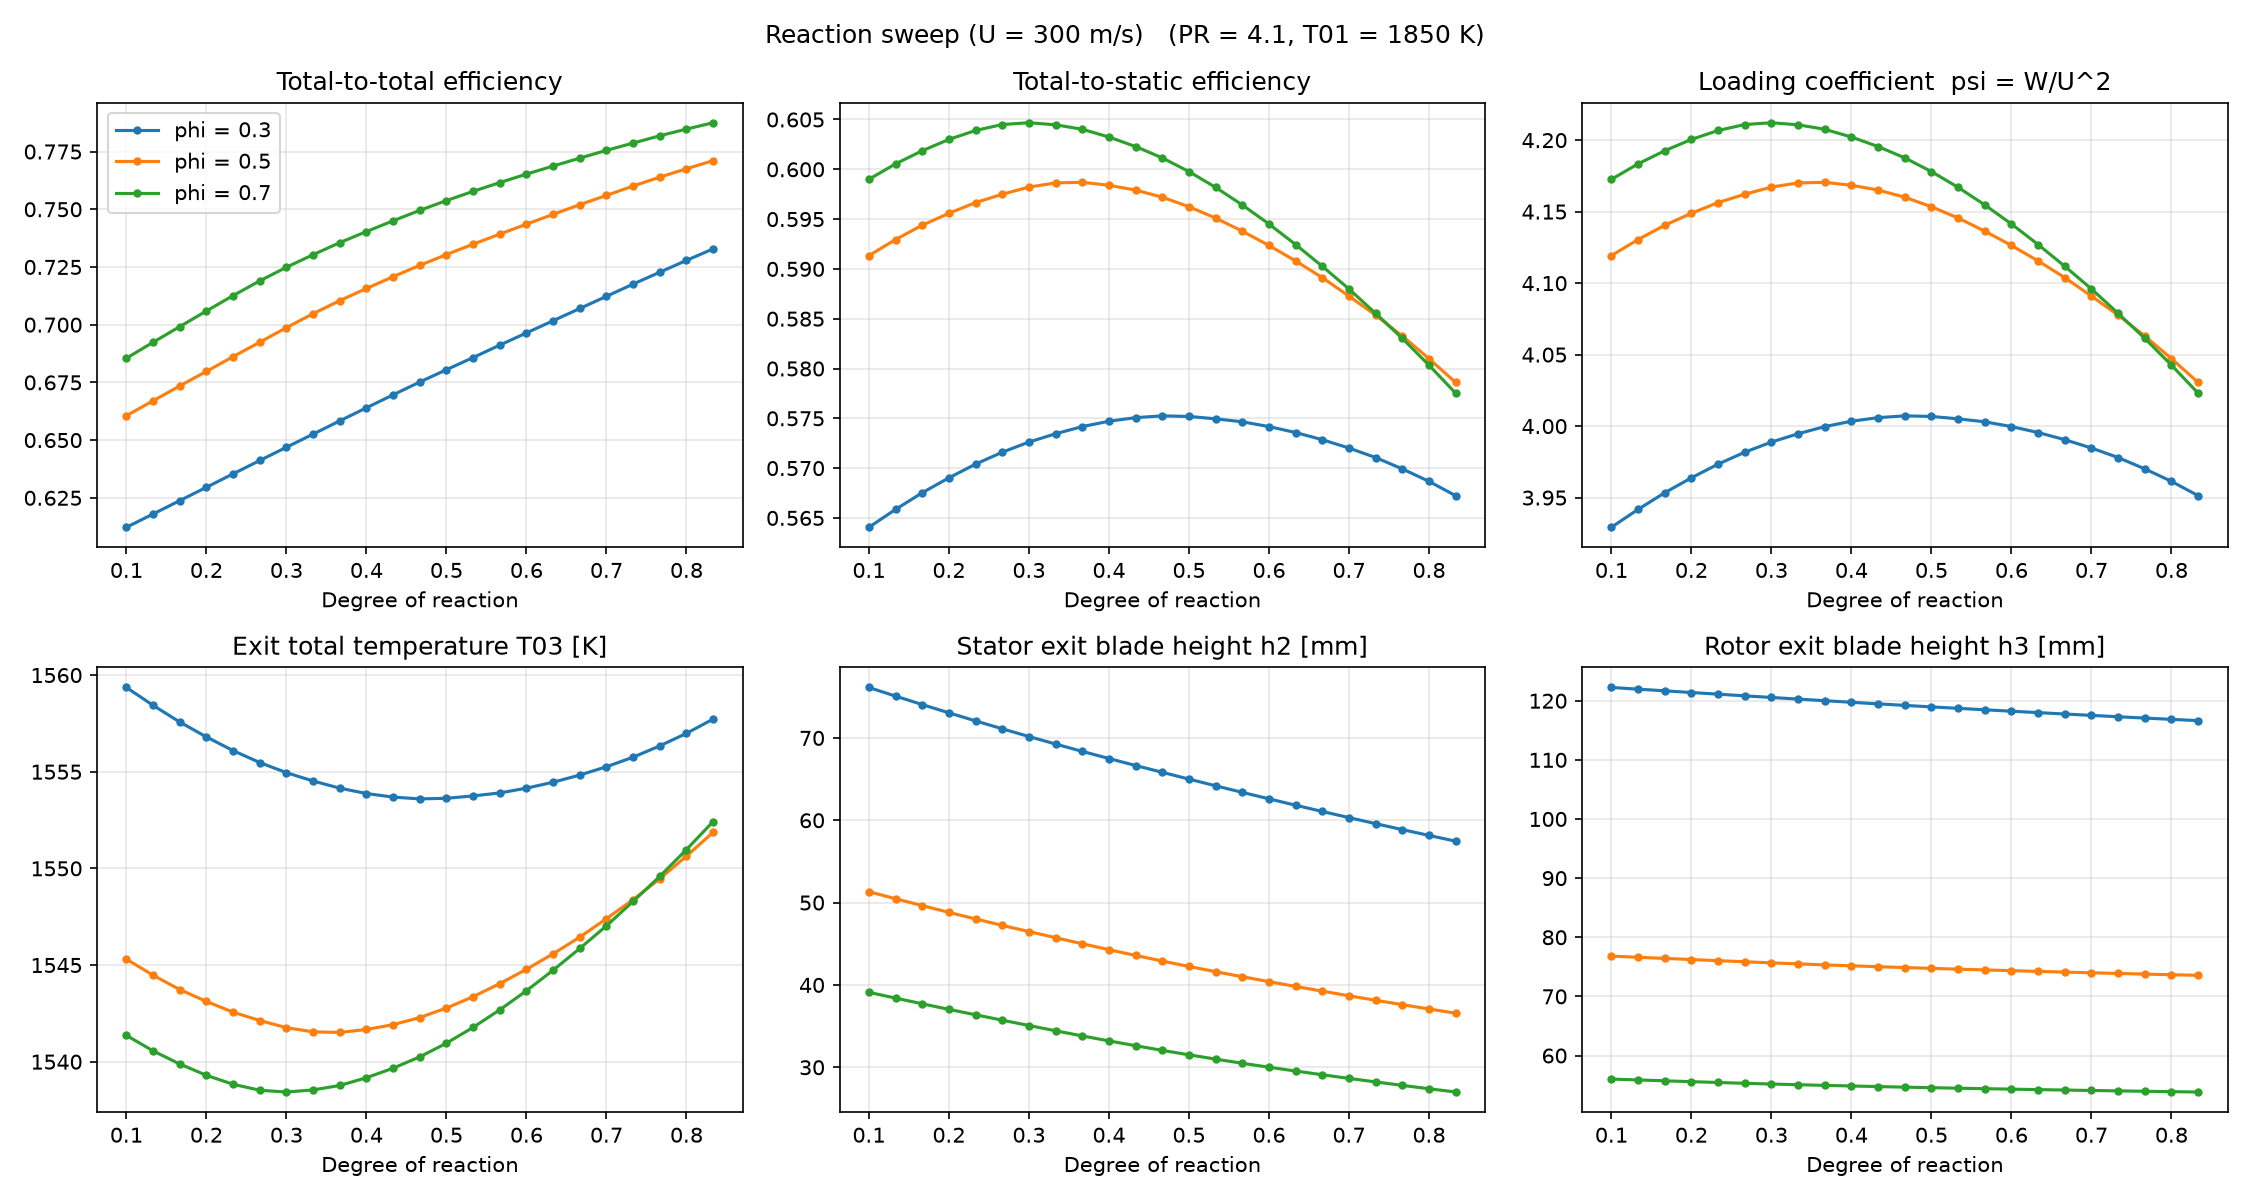 Reaction sweep (U = 300 m/s)   (PR = 4.1, T01 = 1850 K)
Total-to-total efficiency
phi = 0.3
phi = 0.5
phi = 0.7
0.775
0.750
0.725
0.700
0.675
0.650
0.625
0.1 0.2 0.3 0.4 0.5 0.6 0.7 0.8
Degree of reaction
Total-to-static efficiency
0.605
0.600
0.595
0.590
0.585
0.580
0.575
0.570
0.565
0.1 0.2 0.3 0.4 0.5 0.6 0.7 0.8
Degree of reaction
Loading coefficient  psi = W/U^2
4.20
4.15
4.10
4.05
4.00
3.95
0.1 0.2 0.3 0.4 0.5 0.6 0.7 0.8
Degree of reaction
Exit total temperature T03 [K]
1560
1555
1550
1545
1540
0.1 0.2 0.3 0.4 0.5 0.6 0.7 0.8
Degree of reaction
Stator exit blade height h2 [mm]
70
60
50
40
30
0.1 0.2 0.3 0.4 0.5 0.6 0.7 0.8
Degree of reaction
Rotor exit blade height h3 [mm]
120
110
100
90
80
70
60
0.1 0.2 0.3 0.4 0.5 0.6 0.7 0.8
Degree of reaction